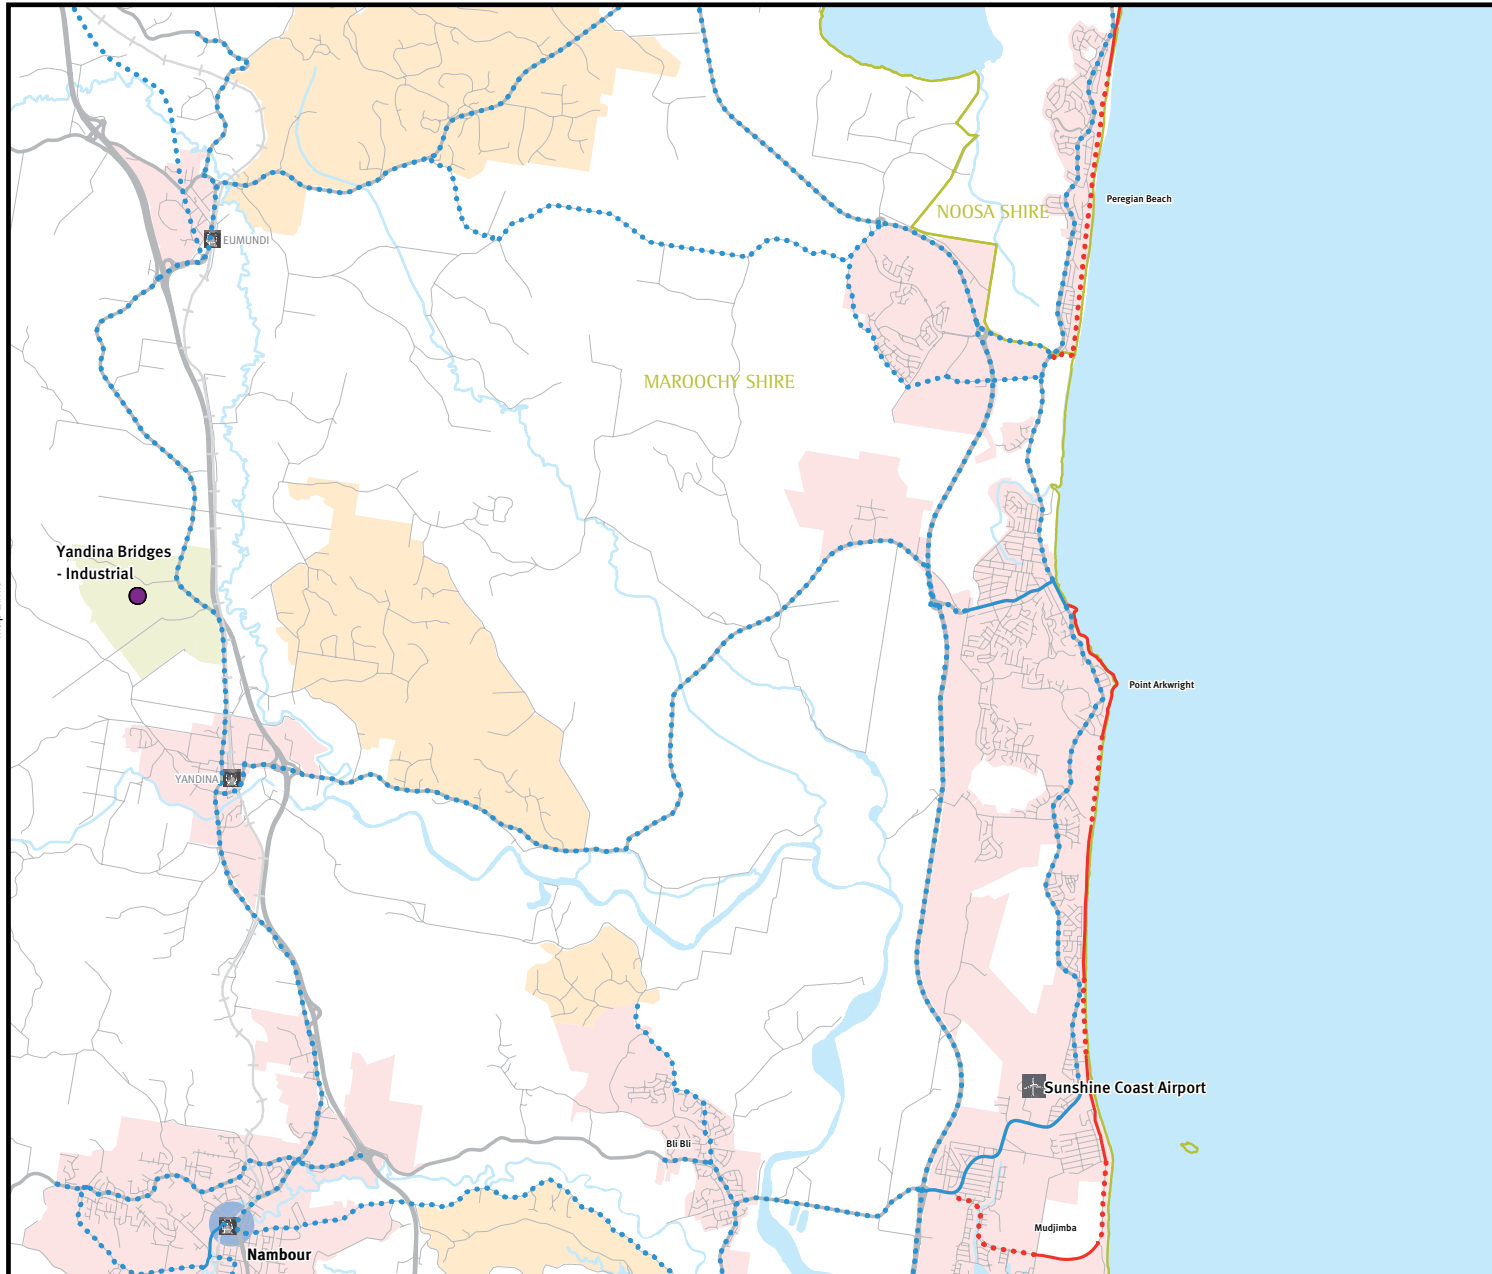 Peregian Beach
NOOSA SHIRE
EUMUNDI
MAROOCHY SHIRE
Yandina Bridges
- Industrial
Point Arkwright
YANDINA
Sunshine Coast Airport
Bli Bli
Mudjimba
Nambour